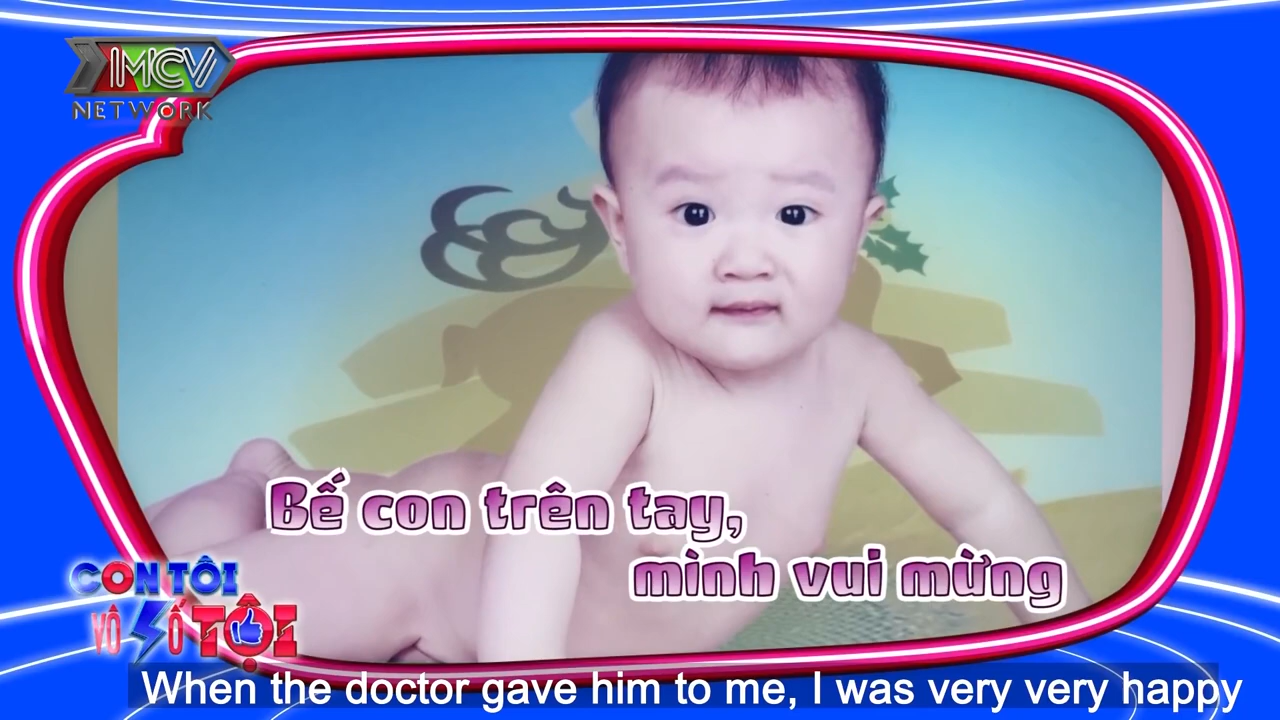 MCV
NETWORK
Bế con trên tay,
mình vui mừng
CON TÔI
VÔ SỐ TỘI
When the doctor gave him to me, I was very very happy